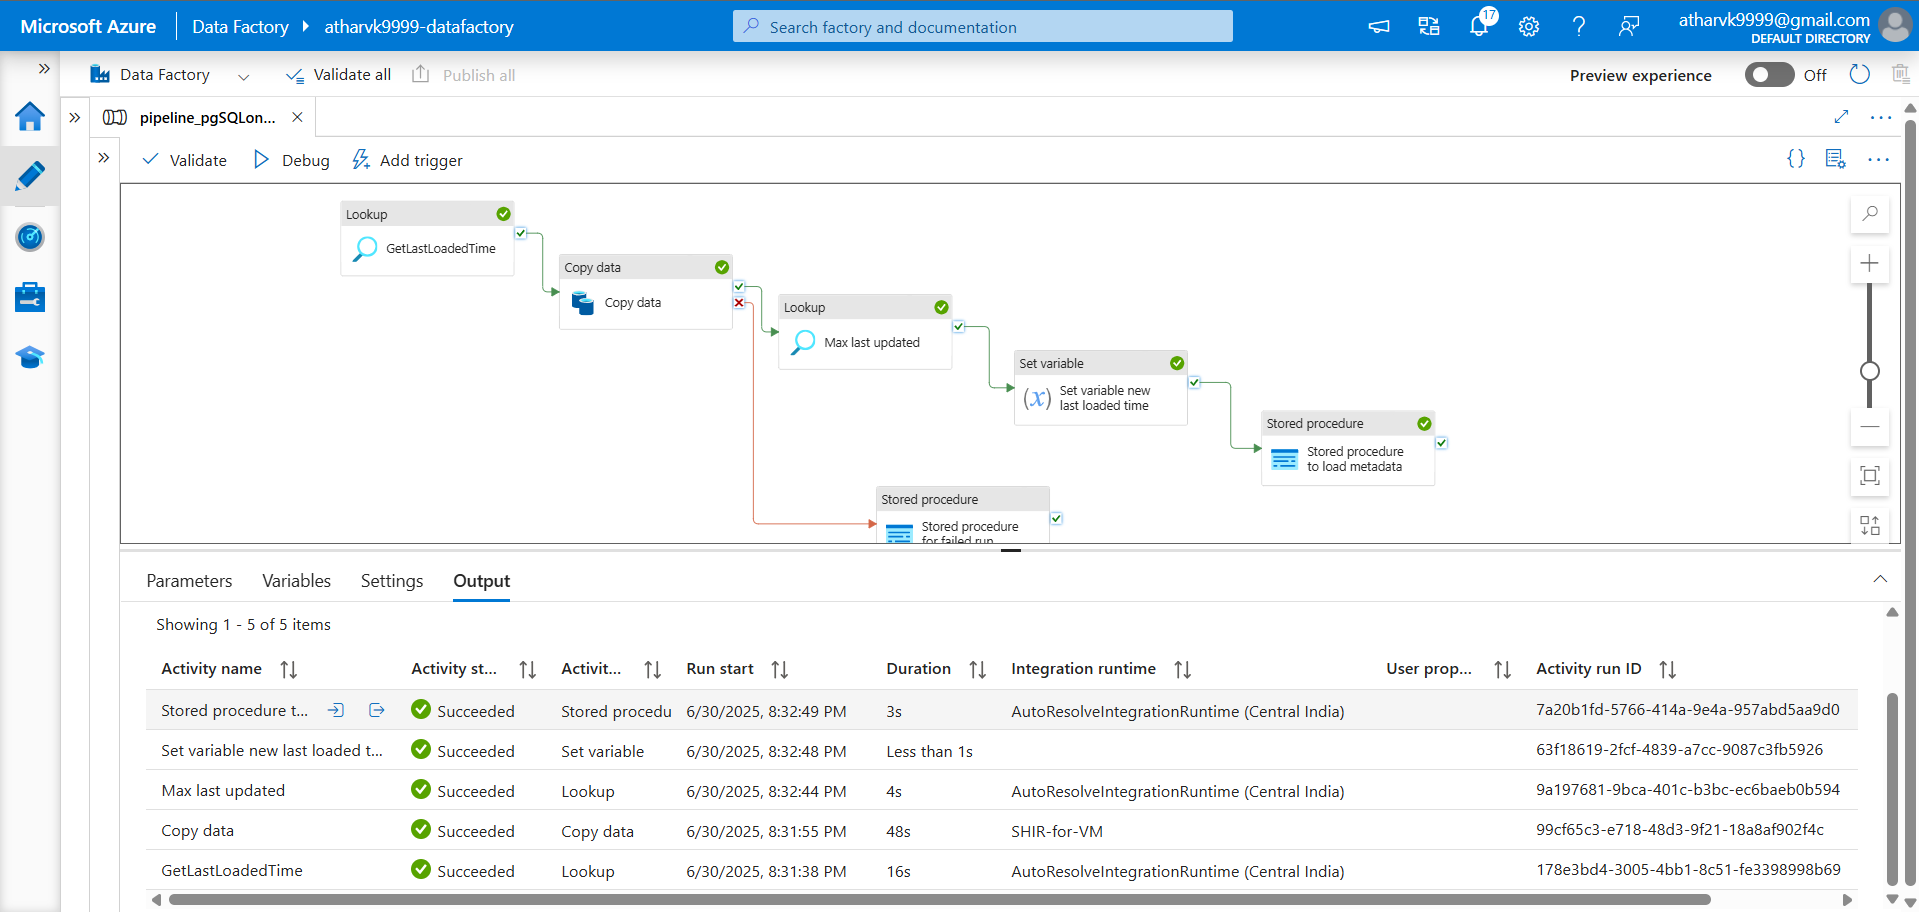 Microsoft Azure
Data Factory
atharvk9999-datafactory
Search factory and documentation
17
atharvk9999@gmail.com
DEFAULT DIRECTORY
Data Factory
Validate all
Publish all
Preview experience
Off
pipeline_pgSQLon...
Validate
Debug
Add trigger
Lookup
GetLastLoadedTime
Copy data
Copy data
Lookup
Max last updated
Set variable
(x)
Set variable new
last loaded time
Stored procedure
Stored procedure
to load metadata
Stored procedure
Stored procedure
for failed run
Parameters
Variables
Settings
Output
Showing 1 - 5 of 5 items
Activity name Activity st... Activit... Run start Duration Integration runtime User prop... Activity run ID
Stored procedure t... Succeeded Stored procedu 6/30/2025, 8:32:49 PM 3s AutoResolveIntegrationRuntime (Central India) 7a20b1fd-5766-414a-9e4a-957abd5aa9d0
Set variable new last loaded t... Succeeded Set variable 6/30/2025, 8:32:48 PM Less than 1s 63f18619-2fcf-4839-a7cc-9087c3fb5926
Max last updated Succeeded Lookup 6/30/2025, 8:32:44 PM 4s AutoResolveIntegrationRuntime (Central India) 9a197681-9bca-401c-b3bc-ec6baeb0b594
Copy data Succeeded Copy data 6/30/2025, 8:31:55 PM 48s SHIR-for-VM 99cf65c3-e718-48d3-9f21-18a8af902f4c
GetLastLoadedTime Succeeded Lookup 6/30/2025, 8:31:38 PM 16s AutoResolveIntegrationRuntime (Central India) 178e3bd4-3005-4bb1-8c51-fe3398998b69